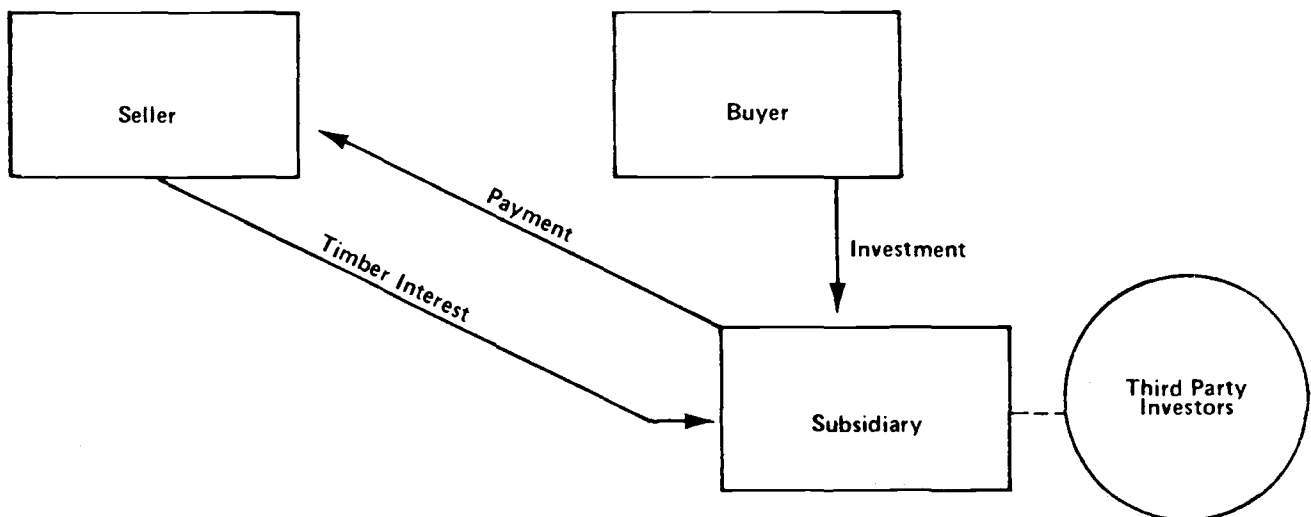 Seller
Buyer
Payment
Timber Interest
Investment
Third Party
Investors
Subsidiary